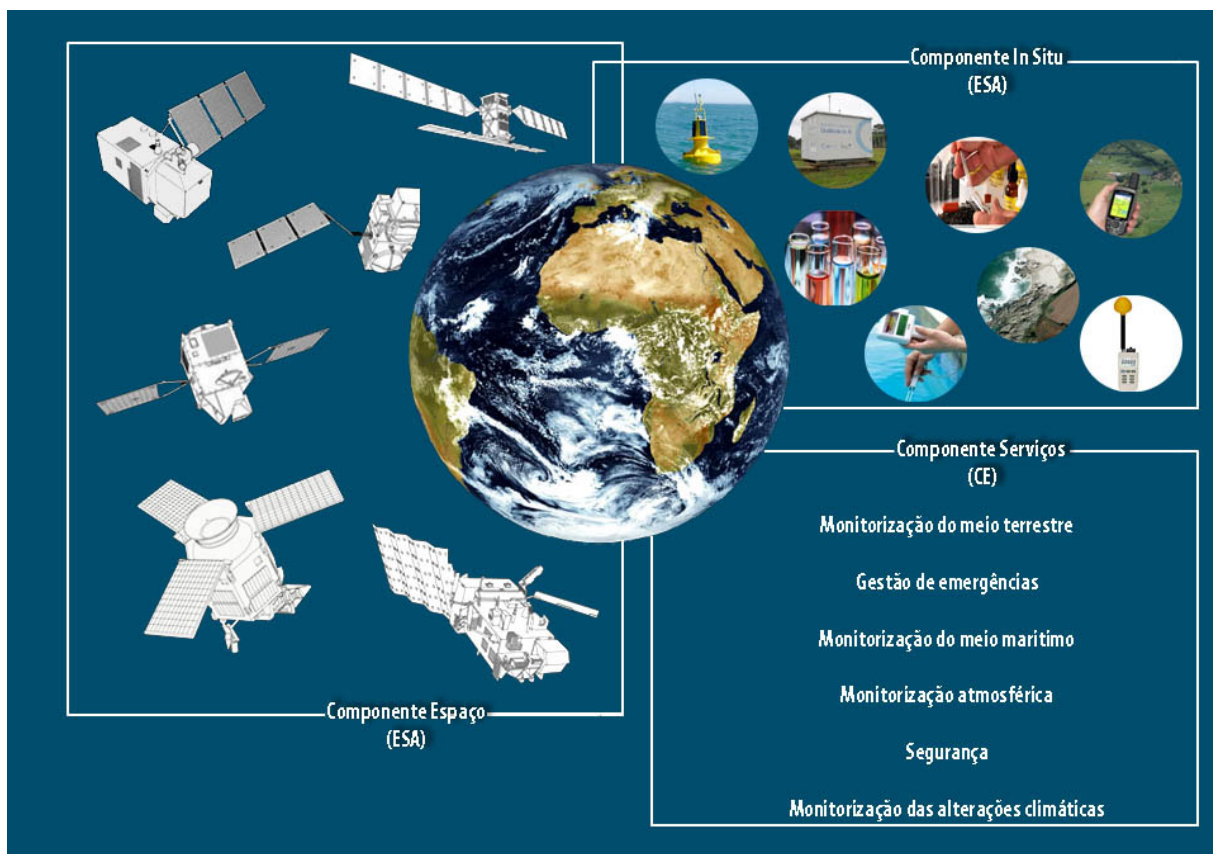 Componente In Situ
(ESA)
Componente Serviços
(CE)
Monitorização do meio terrestre
Gestão de emergências
Monitorização do meio maritimo
Monitorização atmosférica
Segurança
Monitorização das alterações climáticas
Componente Espaço
(ESA)